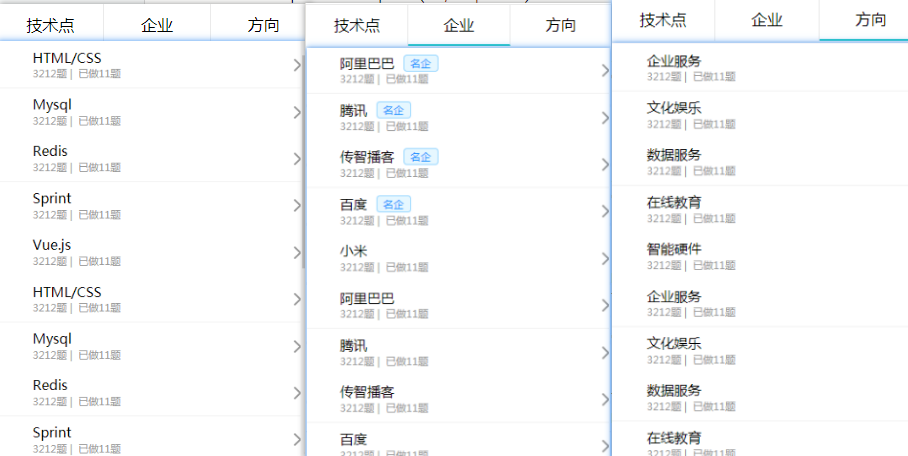 技术点 企业 方向
HTML/CSS
3212题 | 已做11题
Mysql
3212题 | 已做11题
Redis
3212题 | 已做11题
Sprint
3212题 | 已做11题
Vue.js
3212题 | 已做11题
HTML/CSS
3212题 | 已做11题
Mysql
3212题 | 已做11题
Redis
3212题 | 已做11题
Sprint
3212题 | 已做11题
技术点 企业 方向
阿里巴巴 名企
3212题 | 已做11题
腾讯 名企
3212题 | 已做11题
传智播客 名企
3212题 | 已做11题
百度 名企
3212题 | 已做11题
小米
3212题 | 已做11题
阿里巴巴
3212题 | 已做11题
腾讯
3212题 | 已做11题
传智播客
3212题 | 已做11题
百度
3212题 | 已做11题
技术点 企业 方向
企业服务
3212题 | 已做11题
文化娱乐
3212题 | 已做11题
数据服务
3212题 | 已做11题
在线教育
3212题 | 已做11题
智能硬件
3212题 | 已做11题
企业服务
3212题 | 已做11题
文化娱乐
3212题 | 已做11题
数据服务
3212题 | 已做11题
在线教育
3212题 | 已做11题